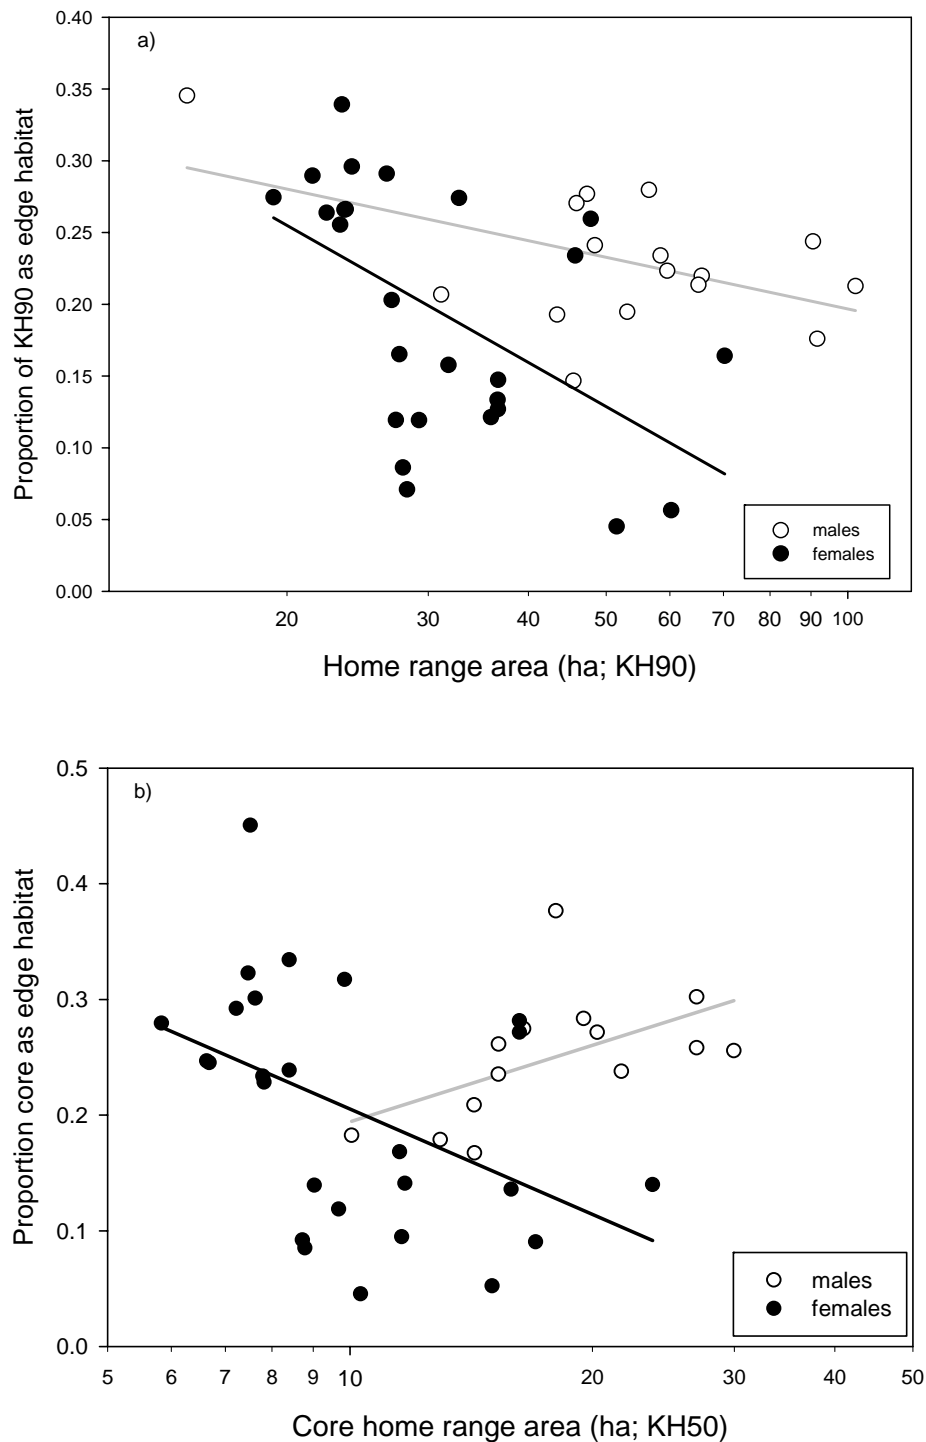 a)
0.40
0.35
0.30
0.25
0.20
0.15
0.10
0.05
0.00
Proportion of KH90 as edge habitat
males
females
20 30 40 50 60 70 80 90 100
Home range area (ha; KH90)
b)
0.5
0.4
0.3
0.2
0.1
0.0
Proportion core as edge habitat
males
females
5 6 7 8 9 10 20 30 40 50
Core home range area (ha; KH50)